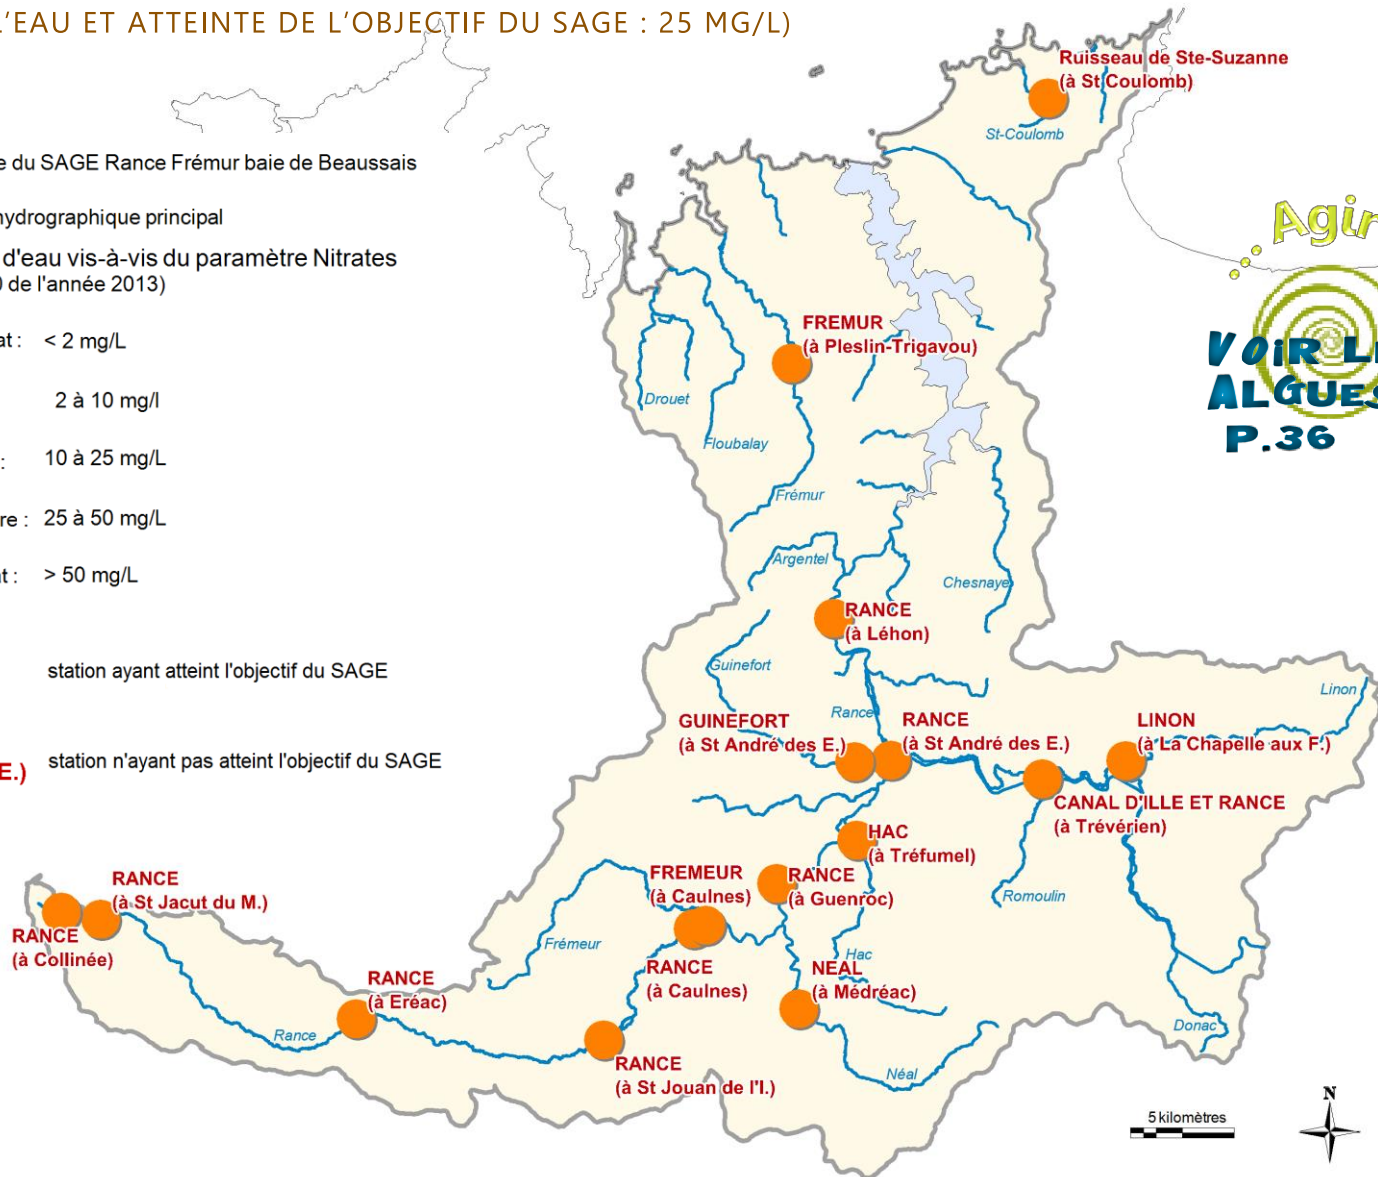 L'EAU ET ATTEINTE DE L'OBJECTIF DU SAGE : 25 MG/L)
e du SAGE Rance Frémur baie de Beaussais
hydrographique principal
d'eau vis-à-vis du paramètre Nitrates
0 de l'année 2013)
at : < 2 mg/L
2 à 10 mg/l
: 10 à 25 mg/L
re : 25 à 50 mg/L
at : > 50 mg/L
station ayant atteint l'objectif du SAGE
E.) station n'ayant pas atteint l'objectif du SAGE
Ruisseau de Ste-Suzanne
(à St Coulomb)
St-Coulomb
Agir
VOIR LE
ALGUES
P.36
FREMUR
(à Pleslin-Trigavou)
Drouet
Floubalay
Frémur
Argentel
Chesnaye
RANCE
(à Léhon)
Guinefort
Rance
Linon
GUINEFORT
(à St André des E.)
RANCE
(à St André des E.)
LINON
(à La Chapelle aux F.)
CANAL D'ILLE ET RANCE
(à Trévérien)
HAC
(à Tréfumel)
FREMEUR
(à Caulnes)
RANCE
(à Guenroc)
Romoulin
RANCE
(à St Jacut du M.)
RANCE
(à Collinée)
Frémeur
Hac
RANCE
(à Caulnes)
NEAL
(à Médréac)
RANCE
(à Eréac)
Rance
Donac
RANCE
(à St Jouan de l'I.)
Néal
5 kilomètres
N